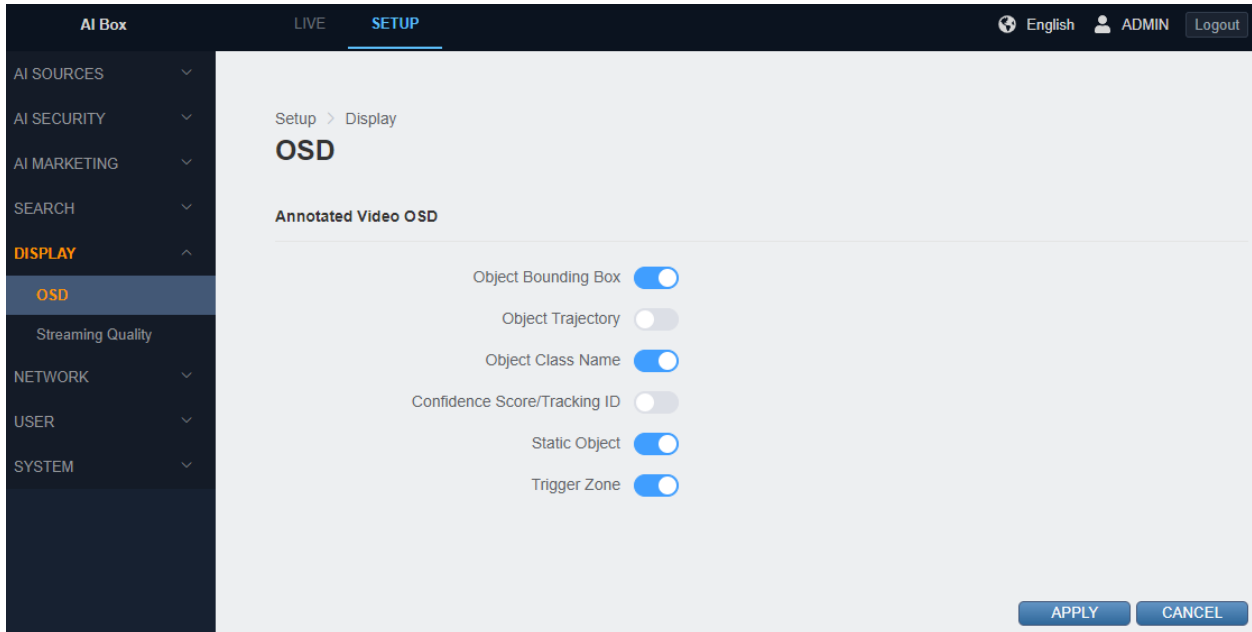 AI Box
LIVE
SETUP
English
ADMIN
Logout
AI SOURCES
AI SECURITY
AI MARKETING
SEARCH
DISPLAY
OSD
Streaming Quality
NETWORK
USER
SYSTEM
Setup > Display
OSD
Annotated Video OSD
Object Bounding Box
Object Trajectory
Object Class Name
Confidence Score/Tracking ID
Static Object
Trigger Zone
APPLY
CANCEL